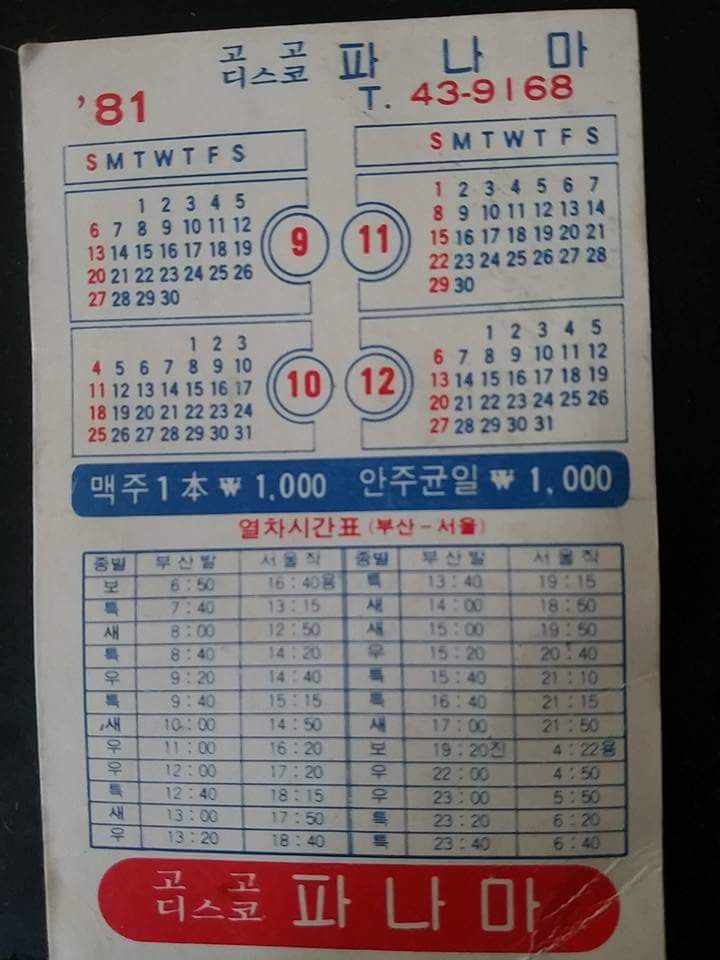 고고 디스코 파나마
'81 T. 43-9168
S M T W T F S
1 2 3 4 5
6 7 8 9 10 11 12
13 14 15 16 17 18 19
20 21 22 23 24 25 26
27 28 29 30
9
S M T W T F S
1 2 3 4 5 6 7
8 9 10 11 12 13 14
15 16 17 18 19 20 21
22 23 24 25 26 27 28
29 30
11
1 2 3
4 5 6 7 8 9 10
11 12 13 14 15 16 17
18 19 20 21 22 23 24
25 26 27 28 29 30 31
10
1 2 3 4 5
6 7 8 9 10 11 12
13 14 15 16 17 18 19
20 21 22 23 24 25 26
27 28 29 30 31
12
맥주 1 本 ₩ 1,000 안주균일 ₩ 1,000
열차시간표 (부산 - 서울)
종별 부산발 서울착 종별 부산발 서울착
보 6:50 16:40용 특 13:40 19:15
특 7:40 13:15 새 14:00 18:50
새 8:00 12:50 새 15:00 19:50
특 8:40 14:20 우 15:20 20:40
우 9:20 14:40 특 15:40 21:10
특 9:40 15:15 특 16:40 21:15
새 10:00 14:50 새 17:00 21:50
우 11:00 16:20 보 19:20진 4:22용
우 12:00 17:20 우 22:00 4:50
특 12:40 18:15 우 23:00 5:50
새 13:00 17:50 특 23:20 6:20
우 13:20 18:40 특 23:40 6:40
고고 디스코 파나마